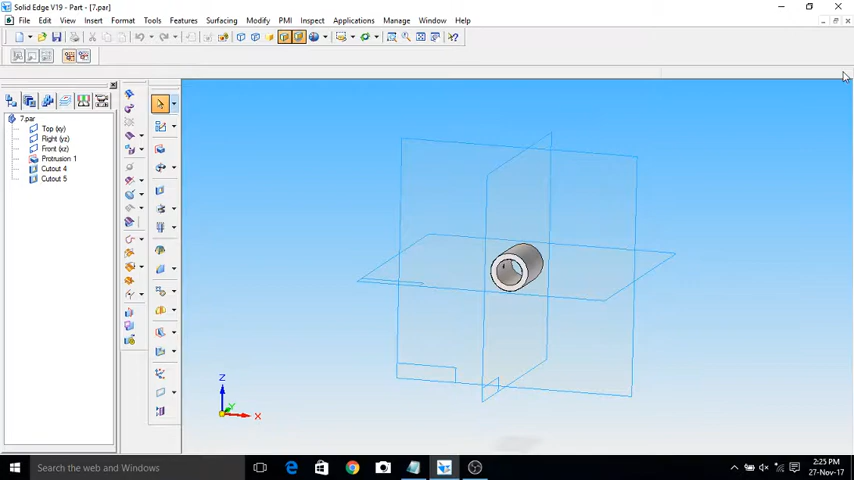 Solid Edge V19 - Part - [7.par]
File Edit View Insert Format Tools Features Surfacing Modify PMI Inspect Applications Manage Window Help
7.par
Top (xy)
Right (yz)
Front (xz)
Protrusion 1
Cutout 4
Cutout 5
Z
Y
X
Search the web and Windows
2:25 PM
27-Nov-17